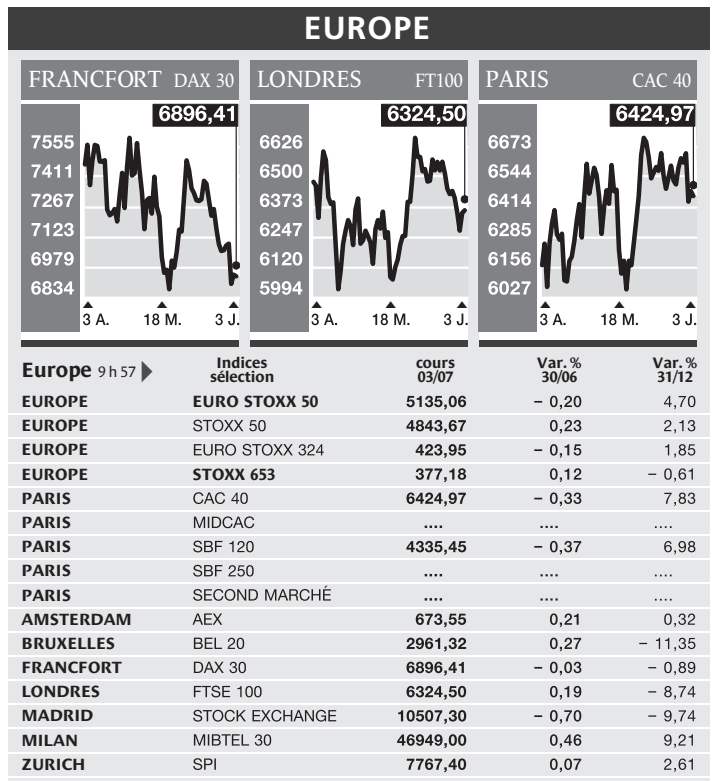 EUROPE
FRANCFORT DAX 30
6896,41
7555
7411
7267
7123
6979
6834
3 A. 18 M. 3 J.
LONDRES FT100
6324,50
6626
6500
6373
6247
6120
5994
3 A. 18 M. 3 J.
PARIS CAC 40
6424,97
6673
6544
6414
6285
6156
6027
3 A. 18 M. 3 J.
Europe 9 h 57 Indices sélection cours 03/07 Var. % 30/06 Var. % 31/12
EUROPE EURO STOXX 50 5135,06 – 0,20 4,70
EUROPE STOXX 50 4843,67 0,23 2,13
EUROPE EURO STOXX 324 423,95 – 0,15 1,85
EUROPE STOXX 653 377,18 0,12 – 0,61
PARIS CAC 40 6424,97 – 0,33 7,83
PARIS MIDCAC .... .... ....
PARIS SBF 120 4335,45 – 0,37 6,98
PARIS SBF 250 .... .... ....
PARIS SECOND MARCHÉ .... .... ....
AMSTERDAM AEX 673,55 0,21 0,32
BRUXELLES BEL 20 2961,32 0,27 – 11,35
FRANCFORT DAX 30 6896,41 – 0,03 – 0,89
LONDRES FTSE 100 6324,50 0,19 – 8,74
MADRID STOCK EXCHANGE 10507,30 – 0,70 – 9,74
MILAN MIBTEL 30 46949,00 0,46 9,21
ZURICH SPI 7767,40 0,07 2,61